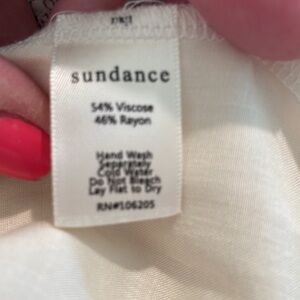 sundance
54% Viscose
46% Rayon
Hand Wash
Separately
Cold Water
Do Not Bleach
Lay Flat to Dry
RN#106205